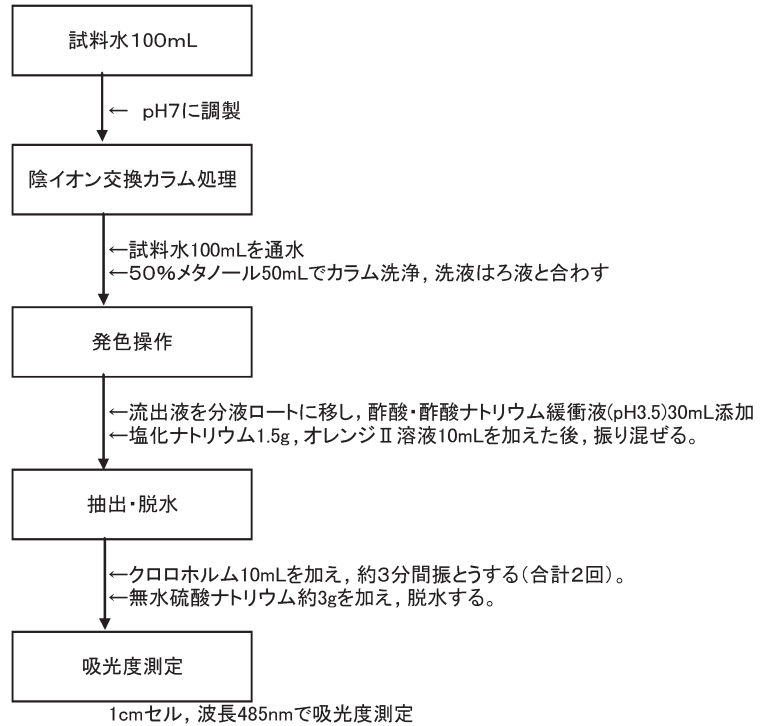 試料水100mL
← pH7に調製
陰イオン交換カラム処理
←試料水100mLを通水
←50%メタノール50mLでカラム洗浄，洗液はろ液と合わす
発色操作
←流出液を分液ロートに移し，酢酸・酢酸ナトリウム緩衝液(pH3.5)30mL添加
←塩化ナトリウム1.5g，オレンジⅡ溶液10mLを加えた後，振り混ぜる。
抽出・脱水
←クロロホルム10mLを加え，約3分間振とうする(合計2回)。
←無水硫酸ナトリウム約3gを加え，脱水する。
吸光度測定
1cmセル，波長485nmで吸光度測定